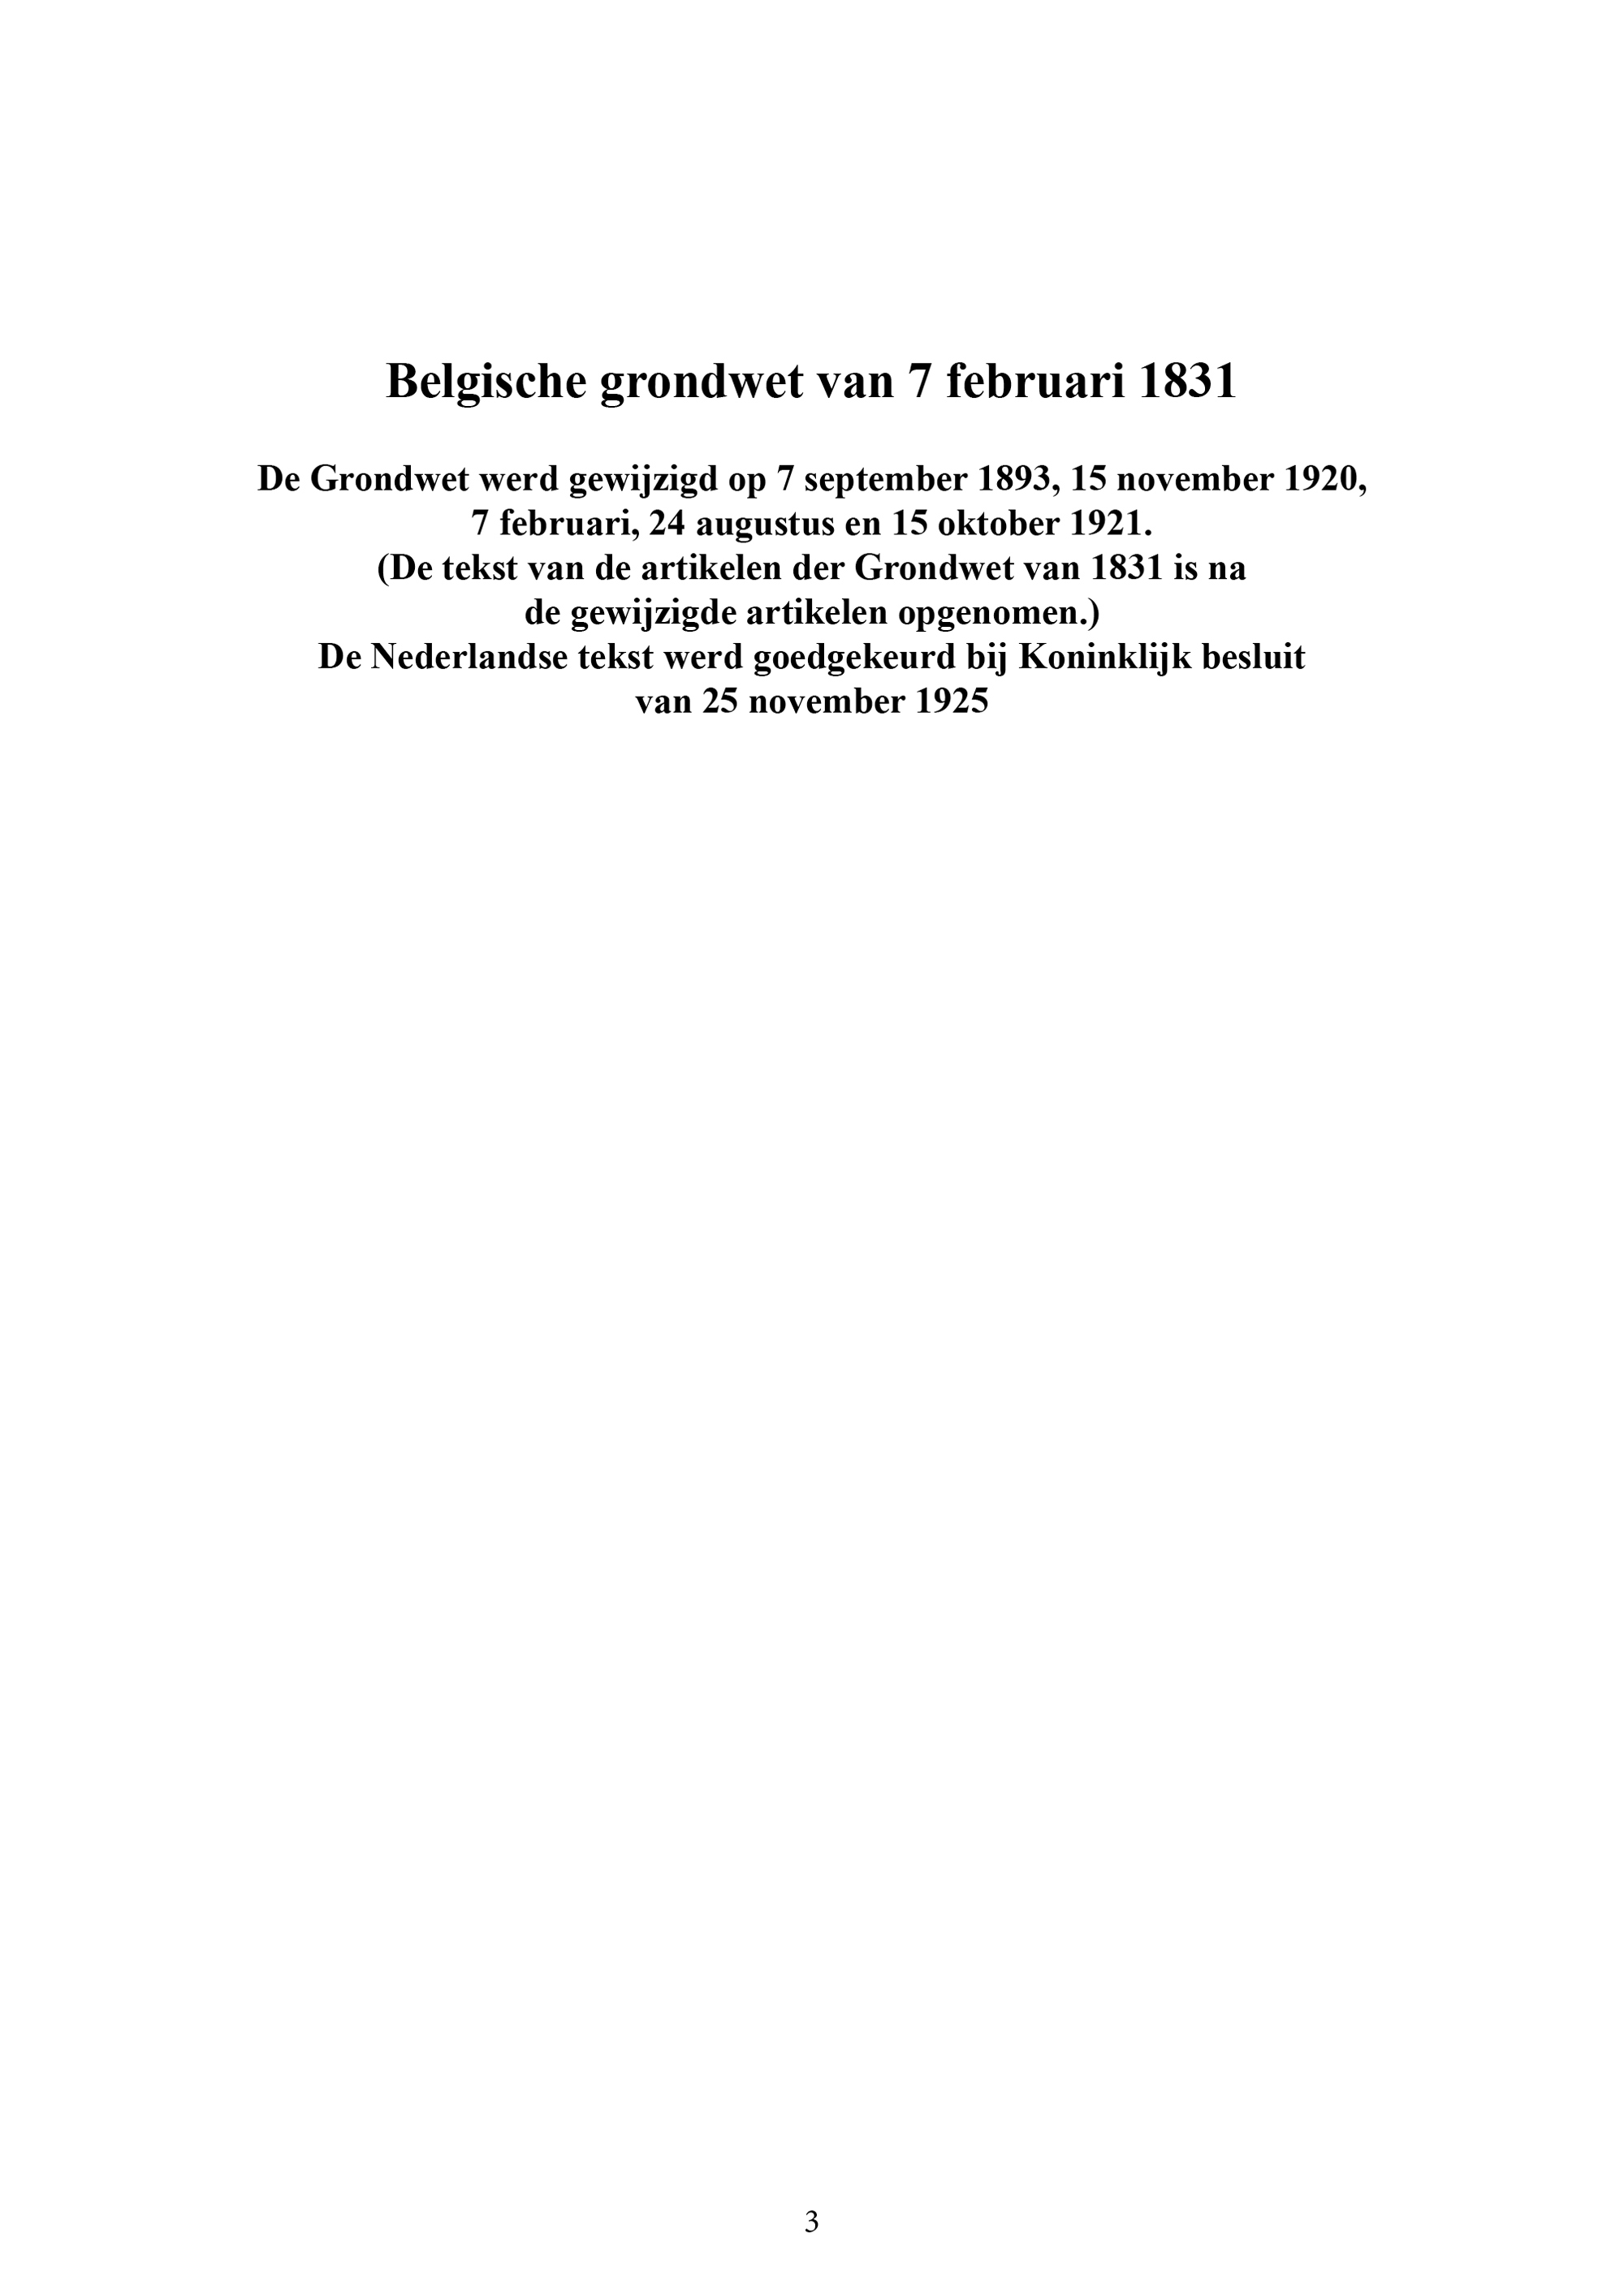 Belgische grondwet van 7 februari 1831
De Grondwet werd gewijzigd op 7 september 1893, 15 november 1920,
7 februari, 24 augustus en 15 oktober 1921.
(De tekst van de artikelen der Grondwet van 1831 is na
de gewijzigde artikelen opgenomen.)
De Nederlandse tekst werd goedgekeurd bij Koninklijk besluit
van 25 november 1925
3